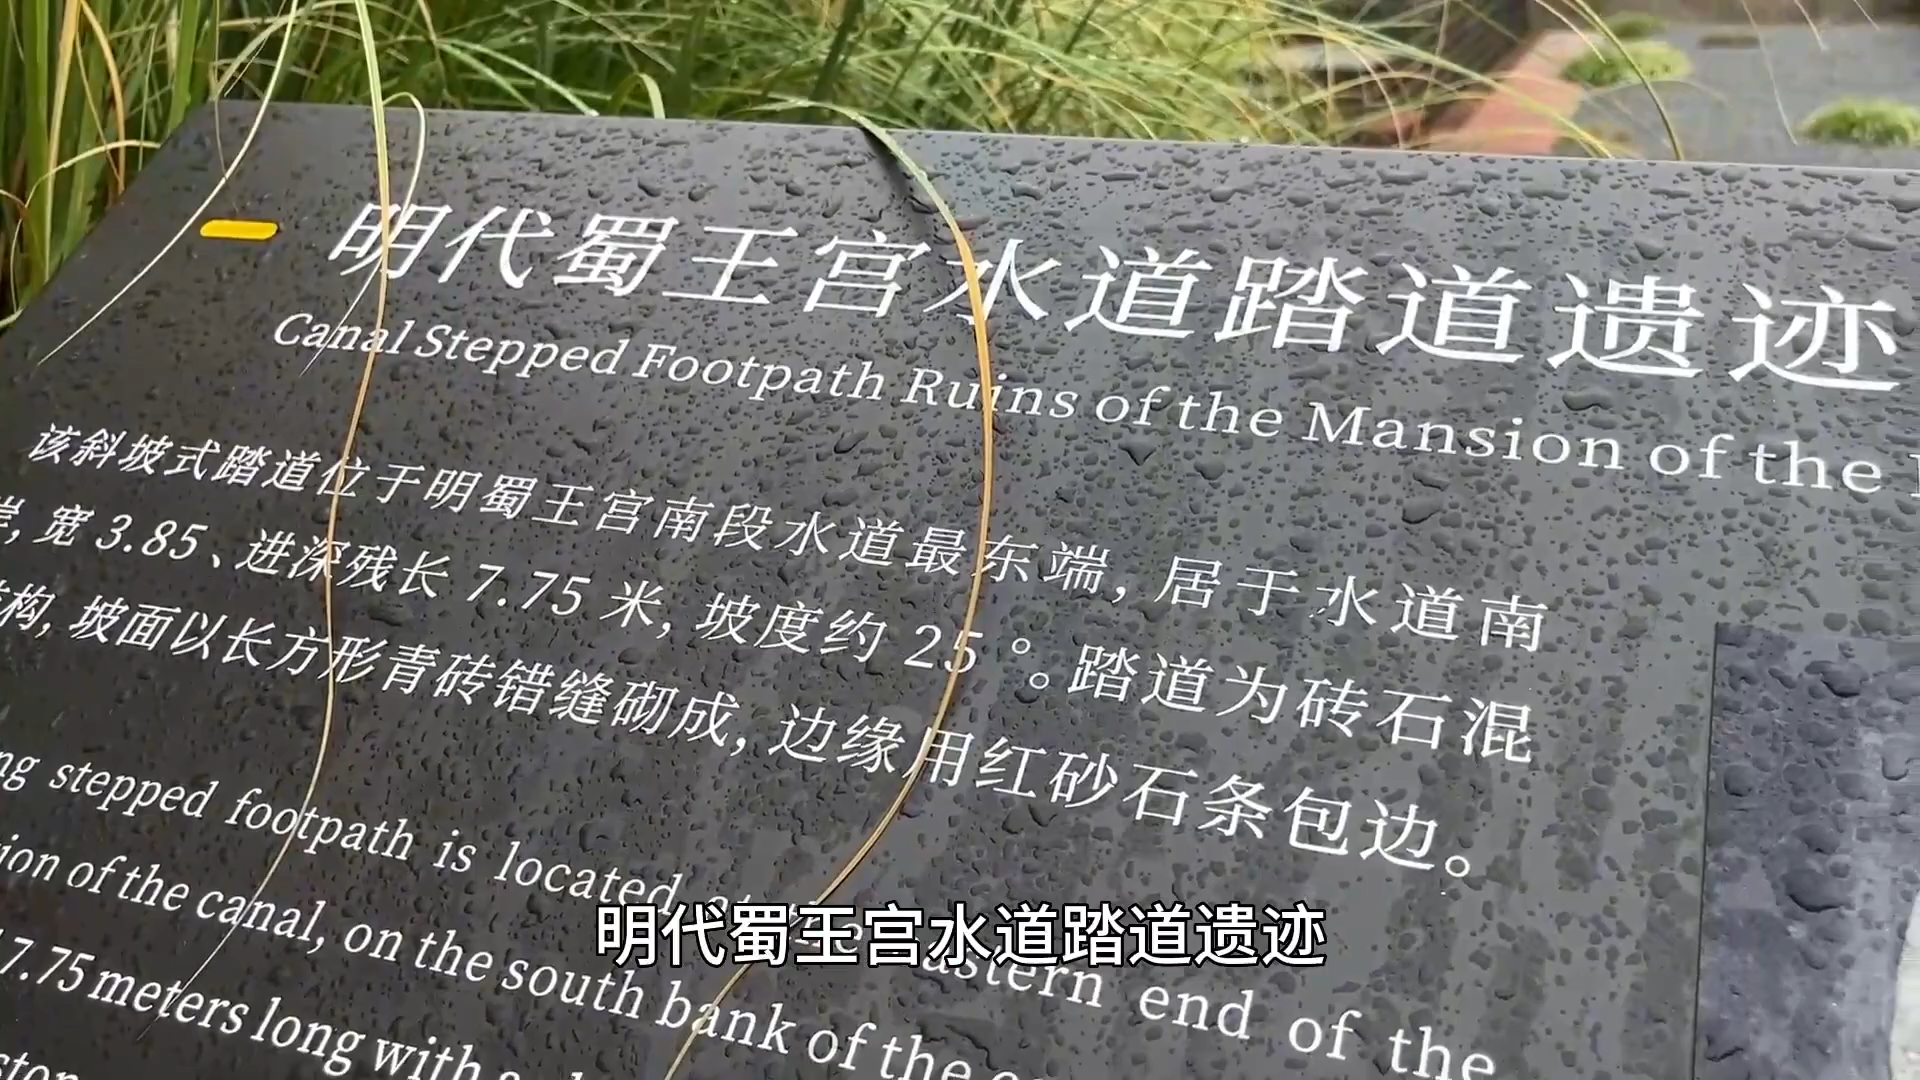 明代蜀王宫水道踏道遗迹
Canal Stepped Footpath Ruins of the Mansion of the
该斜坡式踏道位于明蜀王宫南段水道最东端，居于水道南
岸，宽 3.85、进深残长 7.75 米，坡度约 25°。踏道为砖石混
构，坡面以长方形青砖错缝砌成，边缘用红砂石条包边。
stepped footpath is located at the eastern end of the
of the canal, on the south bank of the
7.75 meters long with a
明代蜀王宫水道踏道遗迹